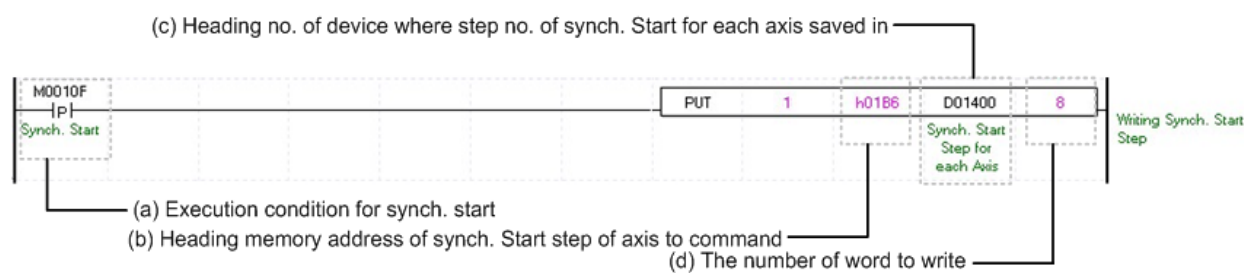 (c) Heading no. of device where step no. of synch. Start for each axis saved in
M0010F
P
Synch. Start
PUT 1 h01B6 D01400 8
Synch. Start
Step for
each Axis
Writing Synch. Start
Step
(a) Execution condition for synch. start
(b) Heading memory address of synch. Start step of axis to command
(d) The number of word to write